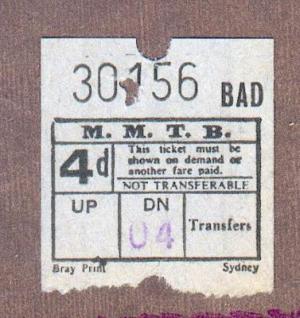 30156 BAD
M. M. T. B.
4d
This ticket must be
shown on demand or
another fare paid.
NOT TRANSFERABLE
UP DN Transfers
04
Bray Print Sydney